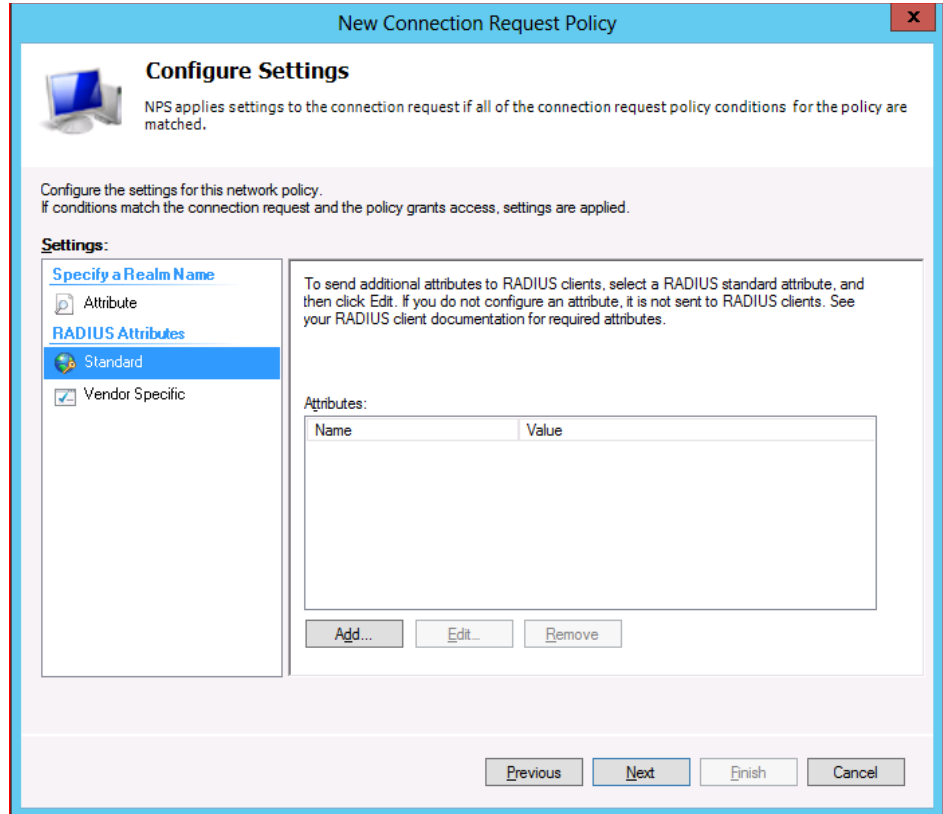 New Connection Request Policy
x
Configure Settings
NPS applies settings to the connection request if all of the connection request policy conditions for the policy are
matched.
Configure the settings for this network policy.
If conditions match the connection request and the policy grants access, settings are applied.
Settings:
Specify a Realm Name
Attribute
RADIUS Attributes
Standard
Vendor Specific
To send additional attributes to RADIUS clients, select a RADIUS standard attribute, and
then click Edit. If you do not configure an attribute, it is not sent to RADIUS clients. See
your RADIUS client documentation for required attributes.
Attributes:
Name Value
Add... Edit... Remove
Previous Next Finish Cancel